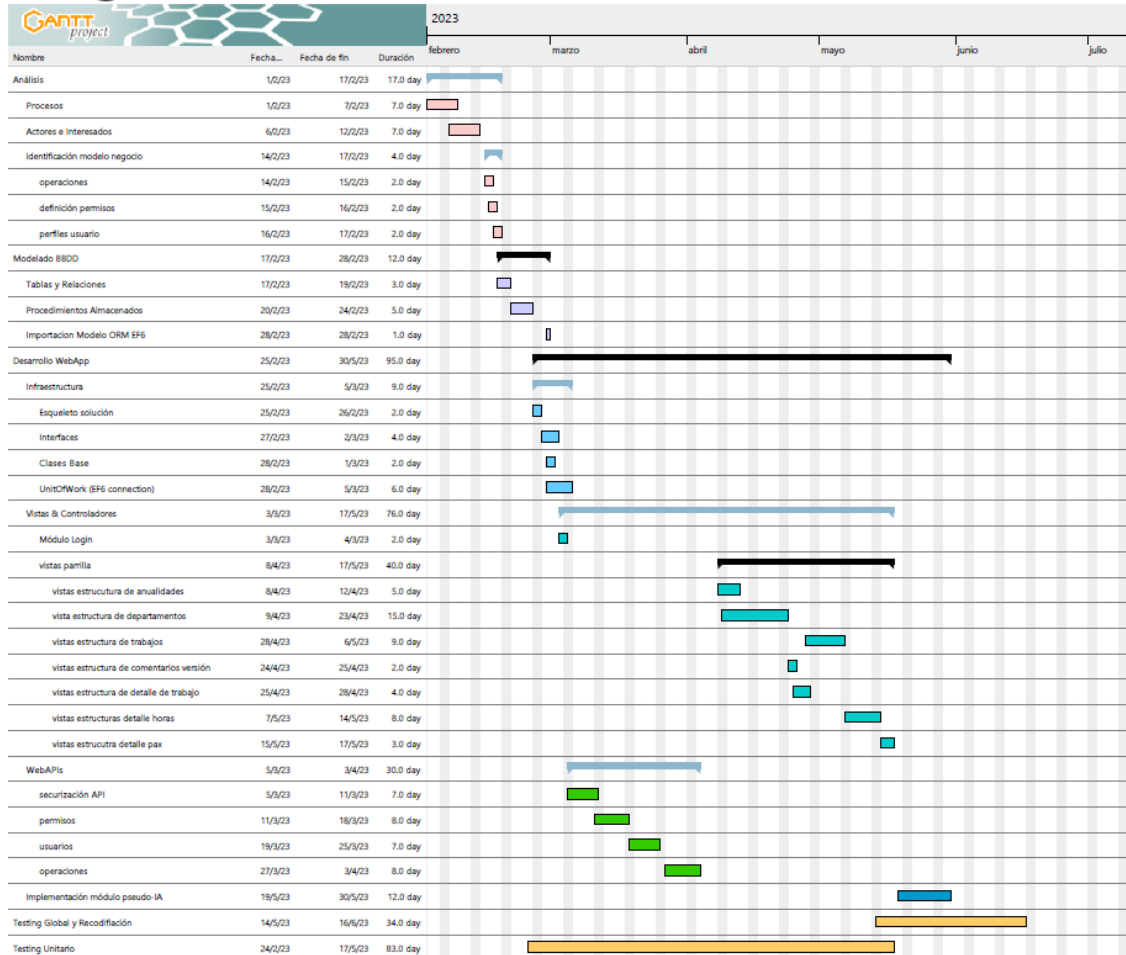 GANTT project
2023
febrero marzo abril mayo junio julio
Nombre Fecha... Fecha de fin Duración
Análisis 1/2/23 17/2/23 17.0 day
Procesos 1/2/23 7/2/23 7.0 day
Actores e Interesados 6/2/23 12/2/23 7.0 day
Identificación modelo negocio 14/2/23 17/2/23 4.0 day
operaciones 14/2/23 15/2/23 2.0 day
definición permisos 15/2/23 16/2/23 2.0 day
perfiles usuario 16/2/23 17/2/23 2.0 day
Modelado BBDD 17/2/23 28/2/23 12.0 day
Tablas y Relaciones 17/2/23 19/2/23 3.0 day
Procedimientos Almacenados 20/2/23 24/2/23 5.0 day
Importacion Modelo ORM EF6 28/2/23 28/2/23 1.0 day
Desarrollo WebApp 25/2/23 30/5/23 95.0 day
Infraestructura 25/2/23 5/3/23 9.0 day
Esqueleto solución 25/2/23 26/2/23 2.0 day
Interfaces 27/2/23 2/3/23 4.0 day
Clases Base 28/2/23 1/3/23 2.0 day
UnitOfWork (EF6 connection) 28/2/23 5/3/23 6.0 day
Vistas & Controladores 3/3/23 17/5/23 76.0 day
Módulo Login 3/3/23 4/3/23 2.0 day
vistas parrilla 8/4/23 17/5/23 40.0 day
vistas estrucutura de anualidades 8/4/23 12/4/23 5.0 day
vista estructura de departamentos 9/4/23 23/4/23 15.0 day
vistas estructura de trabajos 28/4/23 6/5/23 9.0 day
vistas estructura de comentarios versión 24/4/23 25/4/23 2.0 day
vistas estructura de detalle de trabajo 25/4/23 28/4/23 4.0 day
vistas estructuras detalle horas 7/5/23 14/5/23 8.0 day
vistas estrucutra detalle pax 15/5/23 17/5/23 3.0 day
WebAPIs 5/3/23 3/4/23 30.0 day
securización API 5/3/23 11/3/23 7.0 day
permisos 11/3/23 18/3/23 8.0 day
usuarios 19/3/23 25/3/23 7.0 day
operaciones 27/3/23 3/4/23 8.0 day
Implementación módulo pseudo-IA 19/5/23 30/5/23 12.0 day
Testing Global y Recodifiación 14/5/23 16/6/23 34.0 day
Testing Unitario 24/2/23 17/5/23 83.0 day